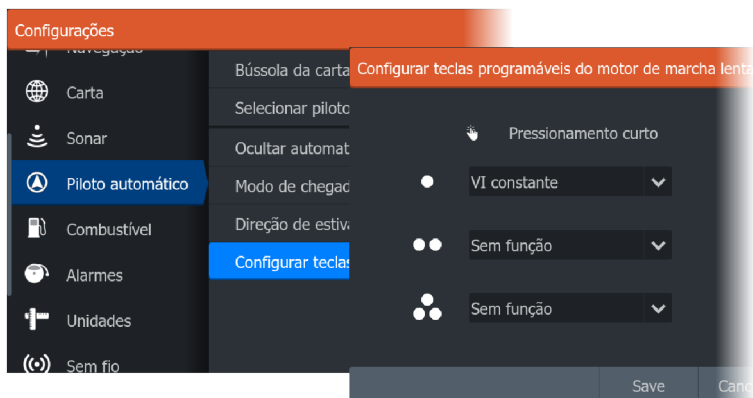 Configurações
Navegação
Carta
Sonar
Piloto automático
Combustível
Alarmes
Unidades
Sem fio
Bússola da carta
Selecionar piloto
Ocultar automat
Modo de chegad
Direção de estiv
Configurar teclas
Configurar teclas programáveis do motor de marcha lenta
Pressionamento curto
VI constante
Sem função
Sem função
Save
Canc